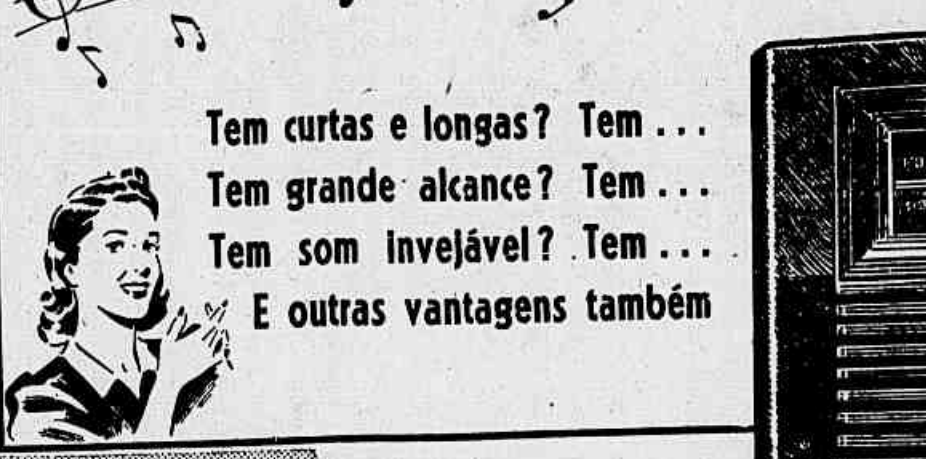 Tem curtas e longas? Tem...
Tem grande alcance? Tem...
Tem som invejável? Tem...
E outras vantagens também